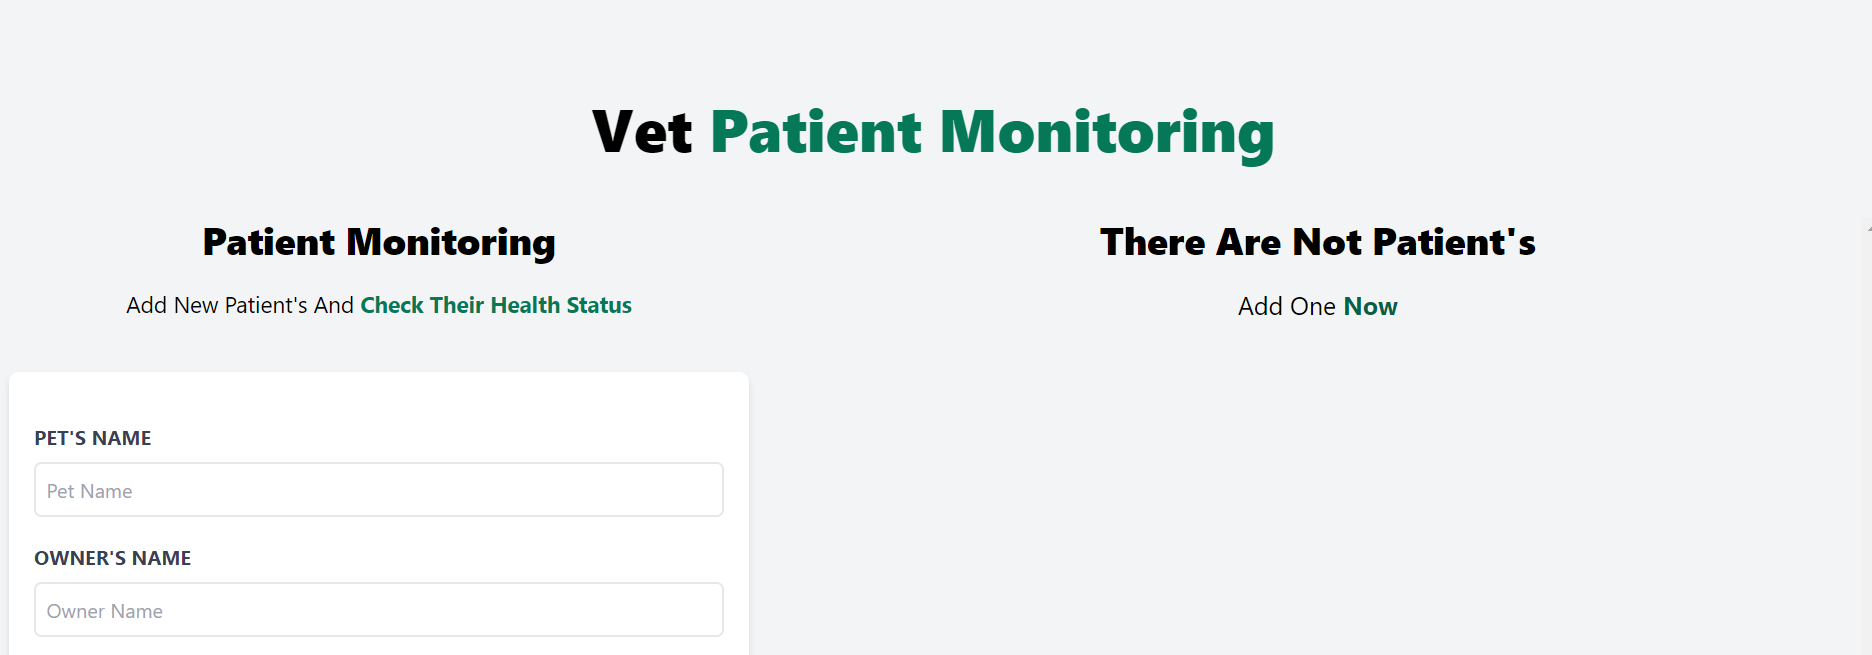 Vet Patient Monitoring
Patient Monitoring
Add New Patient's And Check Their Health Status
PET'S NAME
Pet Name
OWNER'S NAME
Owner Name
There Are Not Patient's
Add One Now